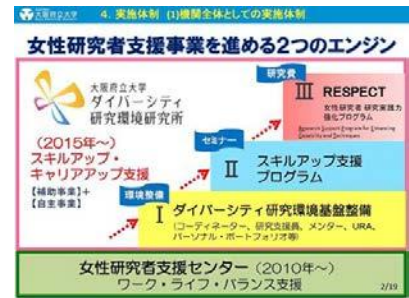 大阪府立大学 4. 実施体制 (1)機関全体としての実施体制
女性研究者支援事業を進める2つのエンジン
大阪府立大学
ダイバーシティ
研究環境研究所
(2015年~)
スキルアップ・
キャリアアップ支援
【補助事業】+
【自主事業】
研究費
III RESPECT
女性研究者 研究実践力
強化プログラム
Research Support Program for Enhancing
セミナー
II スキルアップ支援
プログラム
環境整備
I ダイバーシティ研究環境基盤整備
(コーディネーター、研究支援員、メンター、URA、
パーソナル・ポートフォリオ等)
女性研究者支援センター(2010年~)
ワーク・ライフ・バランス支援
2/19